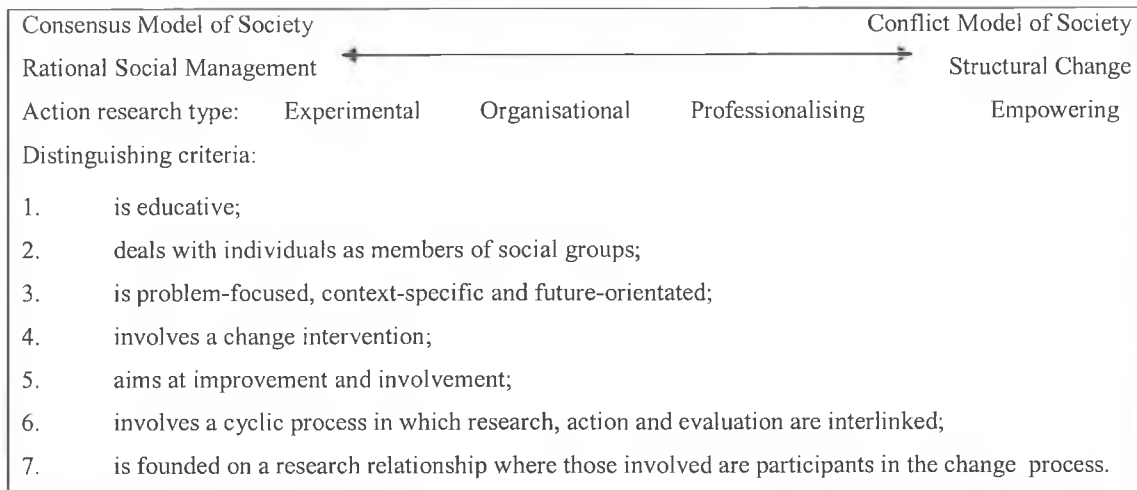 Consensus Model of Society Conflict Model of Society
Rational Social Management Structural Change
Action research type: Experimental Organisational Professionalising Empowering
Distinguishing criteria:
1. is educative;
2. deals with individuals as members of social groups;
3. is problem-focused, context-specific and future-orientated;
4. involves a change intervention;
5. aims at improvement and involvement;
6. involves a cyclic process in which research, action and evaluation are interlinked;
7. is founded on a research relationship where those involved are participants in the change process.